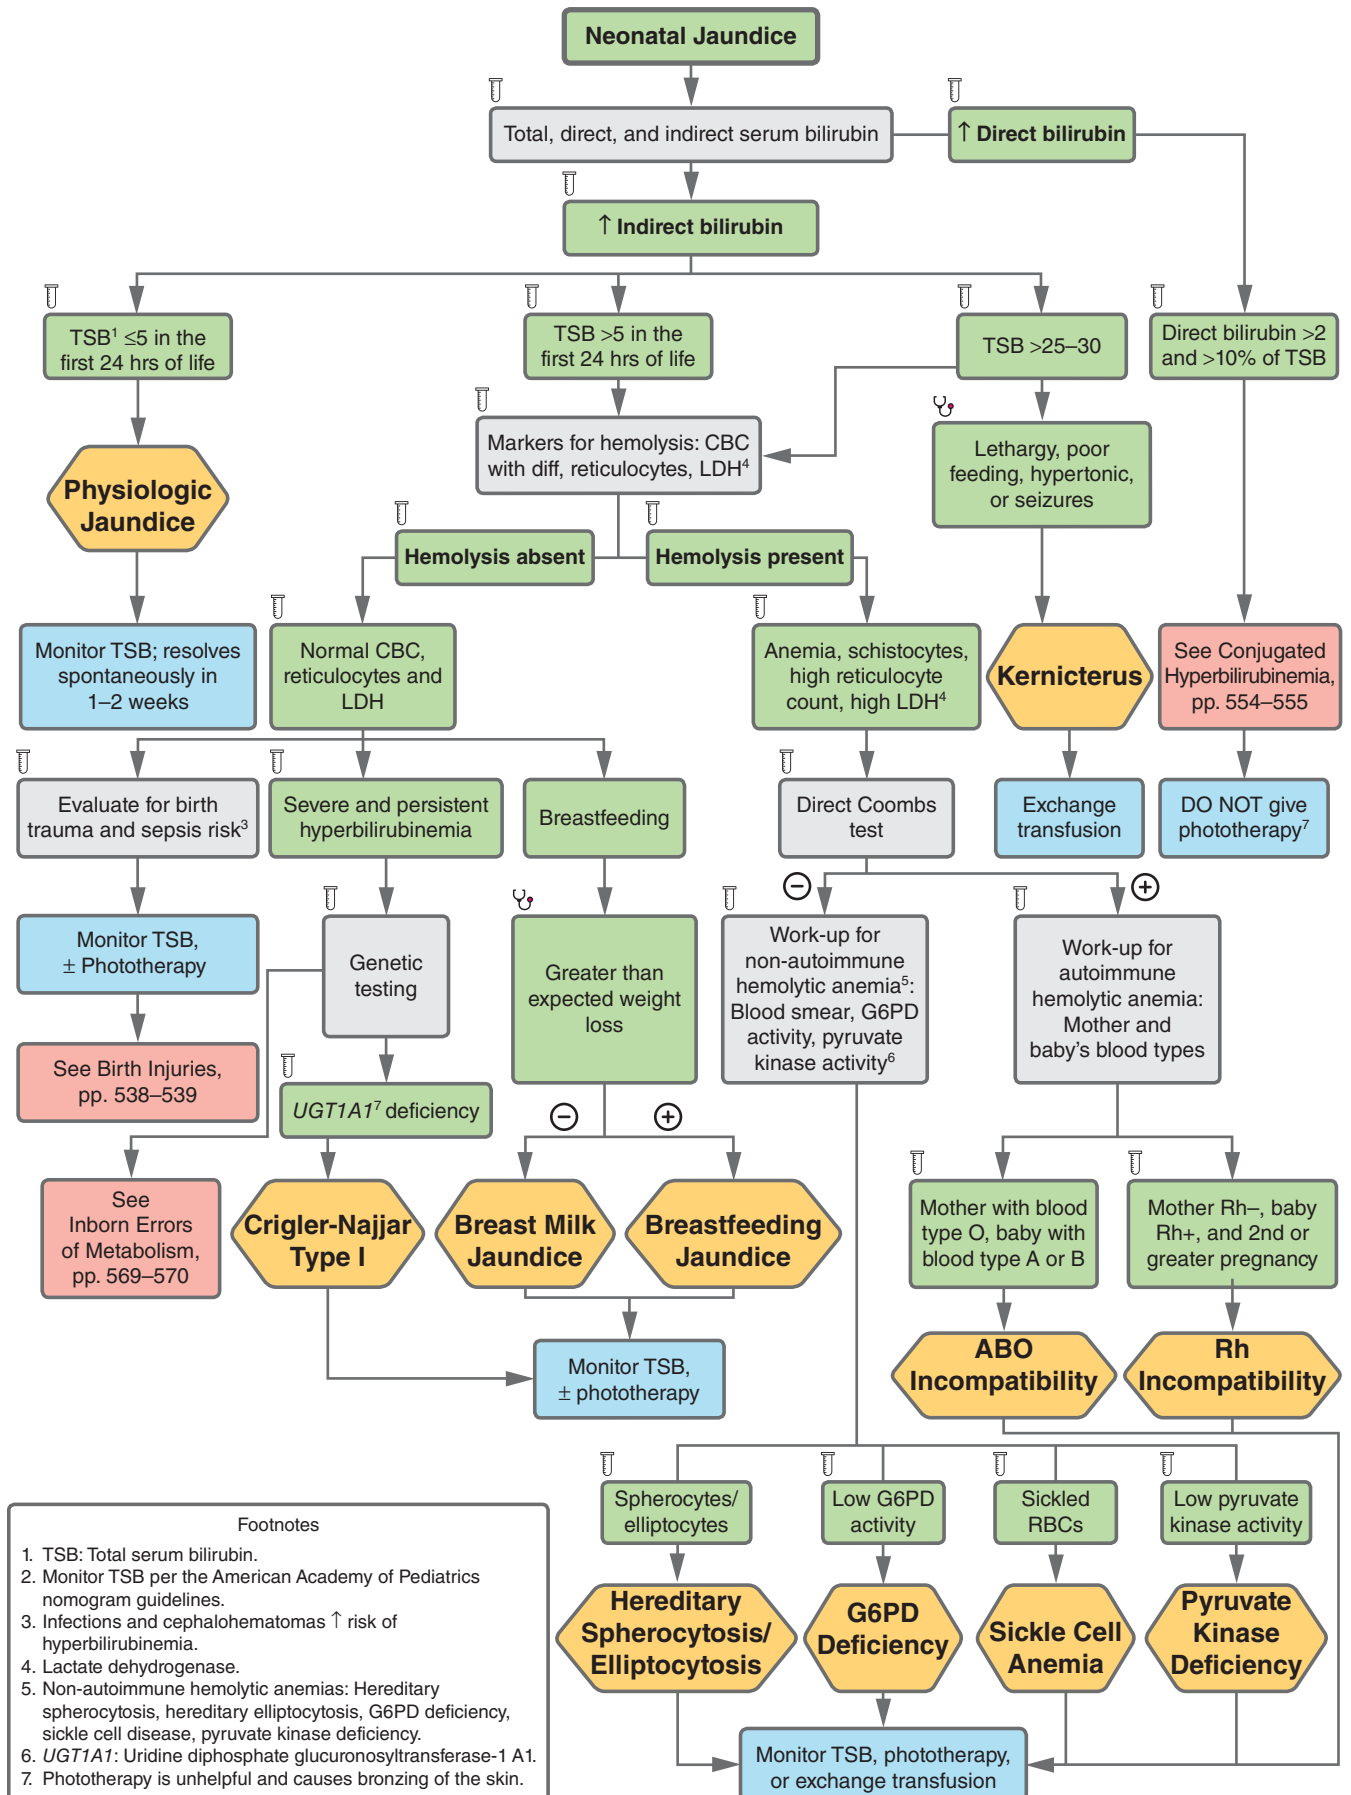 Neonatal Jaundice
Total, direct, and indirect serum bilirubin
↑ Direct bilirubin
↑ Indirect bilirubin
TSB1 ≤5 in the
first 24 hrs of life
TSB >5 in the
first 24 hrs of life
TSB >25–30
Direct bilirubin >2
and >10% of TSB
Markers for hemolysis: CBC
with diff, reticulocytes, LDH4
Lethargy, poor
feeding, hypertonic,
or seizures
Physiologic
Jaundice
Hemolysis absent
Hemolysis present
Monitor TSB; resolves
spontaneously in
1–2 weeks
Normal CBC,
reticulocytes and
LDH
Anemia, schistocytes,
high reticulocyte
count, high LDH4
Kernicterus
See Conjugated
Hyperbilirubinemia,
pp. 554–555
Evaluate for birth
trauma and sepsis risk3
Severe and persistent
hyperbilirubinemia
Breastfeeding
Direct Coombs
test
Exchange
transfusion
DO NOT give
phototherapy7
−
+
Monitor TSB,
± Phototherapy
Genetic
testing
Greater than
expected weight
loss
Work-up for
non-autoimmune
hemolytic anemia5:
Blood smear, G6PD
activity, pyruvate
kinase activity6
Work-up for
autoimmune
hemolytic anemia:
Mother and
baby's blood types
See Birth Injuries,
pp. 538–539
UGT1A17 deficiency
−
+
See
Inborn Errors
of Metabolism,
pp. 569–570
Crigler-Najjar
Type I
Breast Milk
Jaundice
Breastfeeding
Jaundice
Mother with blood
type O, baby with
blood type A or B
Mother Rh–, baby
Rh+, and 2nd or
greater pregnancy
Monitor TSB,
± phototherapy
ABO
Incompatibility
Rh
Incompatibility
Spherocytes/
elliptocytes
Low G6PD
activity
Sickled
RBCs
Low pyruvate
kinase activity
Hereditary
Spherocytosis/
Elliptocytosis
G6PD
Deficiency
Sickle Cell
Anemia
Pyruvate
Kinase
Deficiency
Monitor TSB, phototherapy,
or exchange transfusion
Footnotes
1. TSB: Total serum bilirubin.
2. Monitor TSB per the American Academy of Pediatrics
nomogram guidelines.
3. Infections and cephalohematomas ↑ risk of
hyperbilirubinemia.
4. Lactate dehydrogenase.
5. Non-autoimmune hemolytic anemias: Hereditary
spherocytosis, hereditary elliptocytosis, G6PD deficiency,
sickle cell disease, pyruvate kinase deficiency.
6. UGT1A1: Uridine diphosphate glucuronosyltransferase-1 A1.
7. Phototherapy is unhelpful and causes bronzing of the skin.